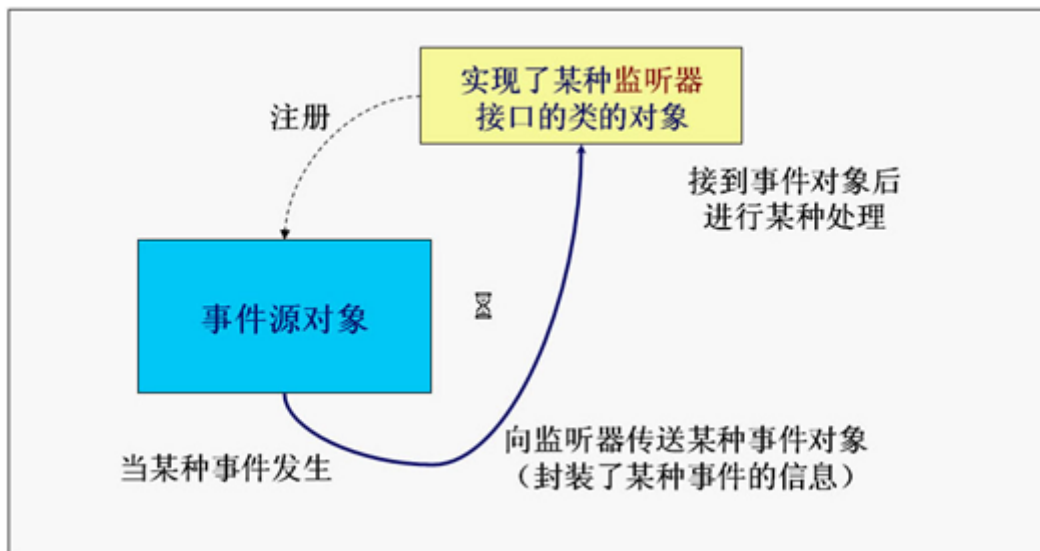 实现了某种监听器
接口的类的对象
注册
接到事件对象后
进行某种处理
事件源对象
当某种事件发生
向监听器传送某种事件对象
（封装了某种事件的信息）